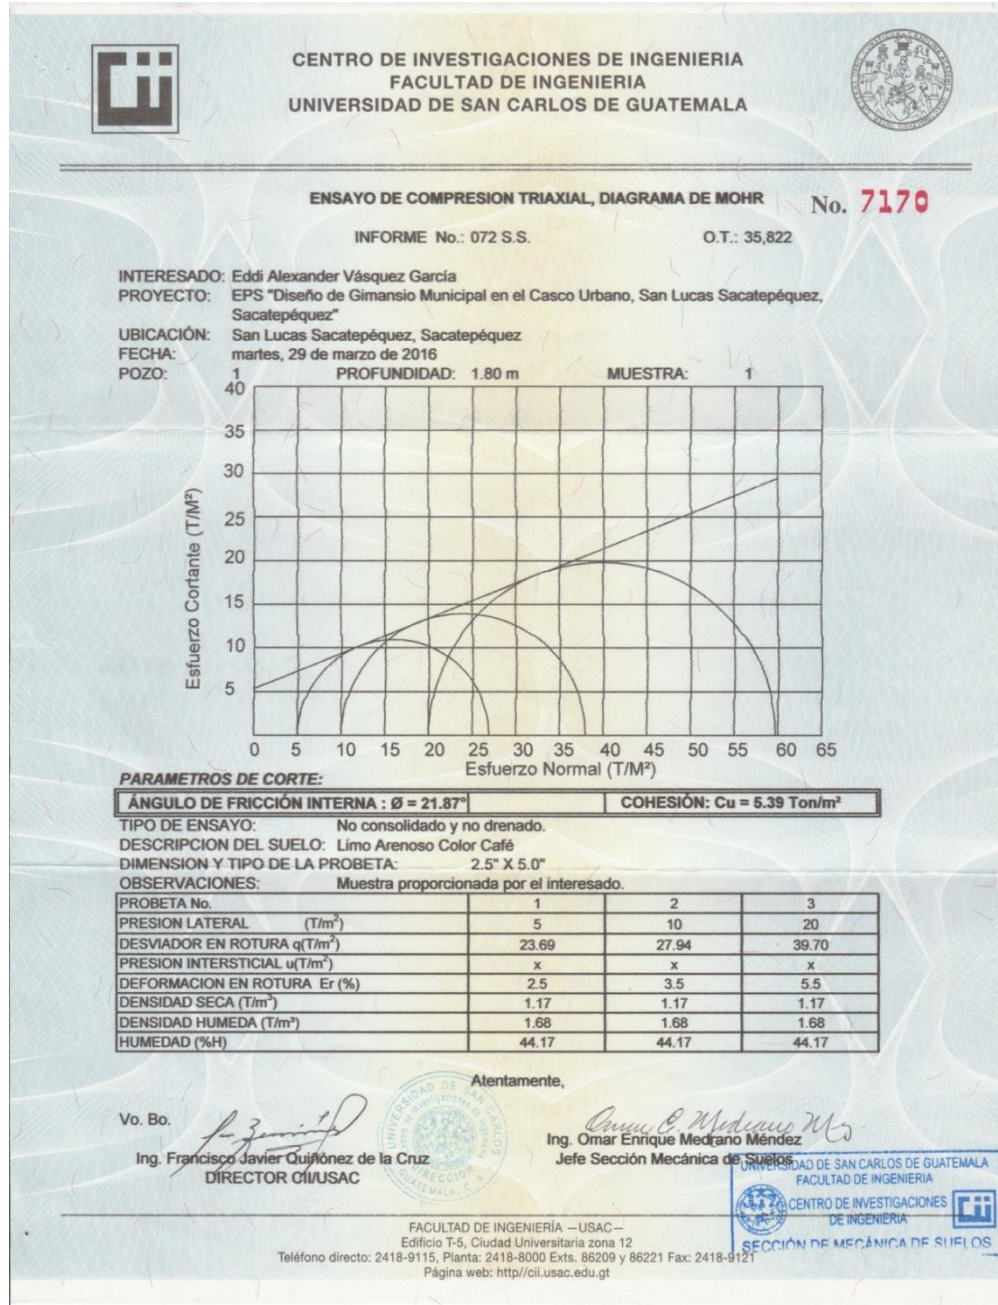 CENTRO DE INVESTIGACIONES DE INGENIERIA
FACULTAD DE INGENIERIA
UNIVERSIDAD DE SAN CARLOS DE GUATEMALA
ENSAYO DE COMPRESION TRIAXIAL, DIAGRAMA DE MOHR No. 7170
INFORME No.: 072 S.S. O.T.: 35,822
INTERESADO: Eddi Alexander Vásquez García
PROYECTO: EPS "Diseño de Gimansio Municipal en el Casco Urbano, San Lucas Sacatepéquez,
Sacatepéquez"
UBICACIÓN: San Lucas Sacatepéquez, Sacatepéquez
FECHA: martes, 29 de marzo de 2016
POZO: 1 PROFUNDIDAD: 1.80 m MUESTRA: 1
40
35
30
25
20
15
10
5
Esfuerzo Cortante (T/M²)
0 5 10 15 20 25 30 35 40 45 50 55 60 65
Esfuerzo Normal (T/M²)
PARAMETROS DE CORTE:
ÁNGULO DE FRICCIÓN INTERNA : Ø = 21.87° COHESIÓN: Cu = 5.39 Ton/m²
TIPO DE ENSAYO: No consolidado y no drenado.
DESCRIPCION DEL SUELO: Limo Arenoso Color Café
DIMENSION Y TIPO DE LA PROBETA: 2.5" X 5.0"
OBSERVACIONES: Muestra proporcionada por el interesado.
PROBETA No. 1 2 3
PRESION LATERAL (T/m²) 5 10 20
DESVIADOR EN ROTURA q(T/m²) 23.69 27.94 39.70
PRESION INTERSTICIAL u(T/m²) x x x
DEFORMACION EN ROTURA Er (%) 2.5 3.5 5.5
DENSIDAD SECA (T/m³) 1.17 1.17 1.17
DENSIDAD HUMEDA (T/m³) 1.68 1.68 1.68
HUMEDAD (%H) 44.17 44.17 44.17
Atentamente,
Vo. Bo.
Ing. Francisco Javier Quiñónez de la Cruz
DIRECTOR CII/USAC
Ing. Omar Enrique Medrano Méndez
Jefe Sección Mecánica de Suelos
UNIVERSIDAD DE SAN CARLOS DE GUATEMALA
FACULTAD DE INGENIERIA
CENTRO DE INVESTIGACIONES
DE INGENIERIA
SECCIÓN DE MECÁNICA DE SUELOS
FACULTAD DE INGENIERÍA —USAC—
Edificio T-5, Ciudad Universitaria zona 12
Teléfono directo: 2418-9115, Planta: 2418-8000 Exts. 86209 y 86221 Fax: 2418-9121
Página web: http//cii.usac.edu.gt